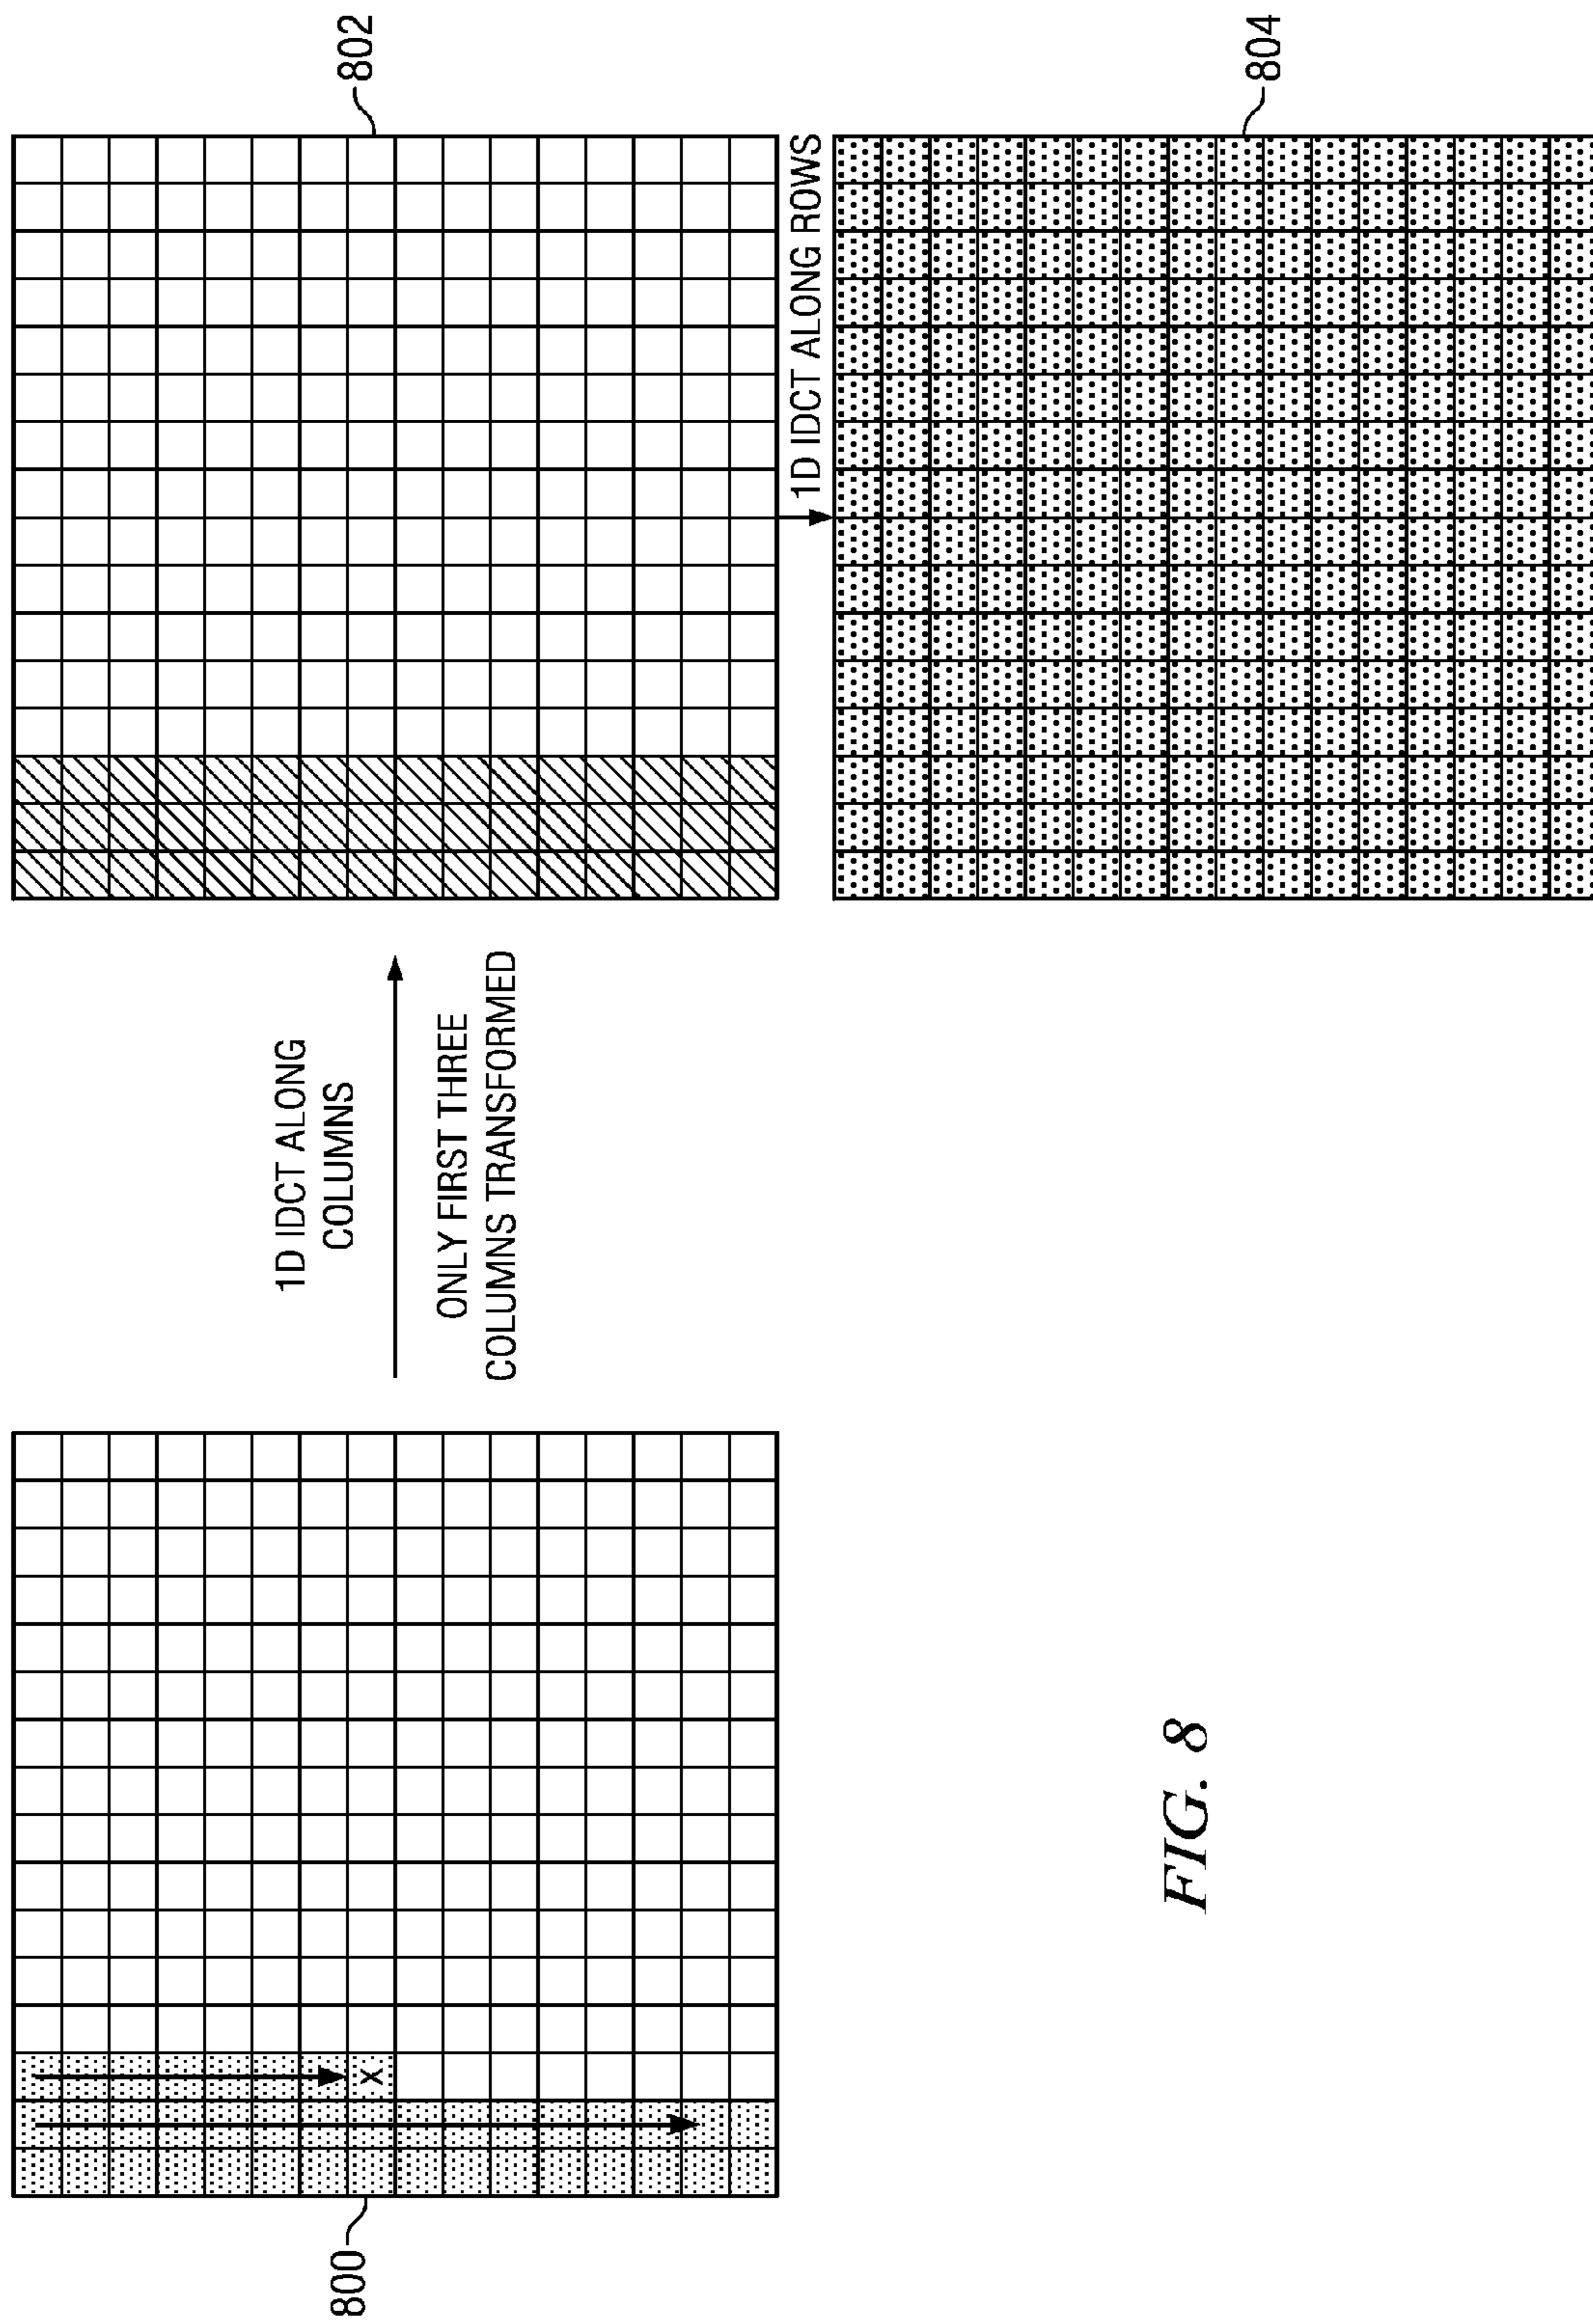 800
X
1D IDCT ALONG
COLUMNS
ONLY FIRST THREE
COLUMNS TRANSFORMED
802
1D IDCT ALONG ROWS
804
FIG. 8